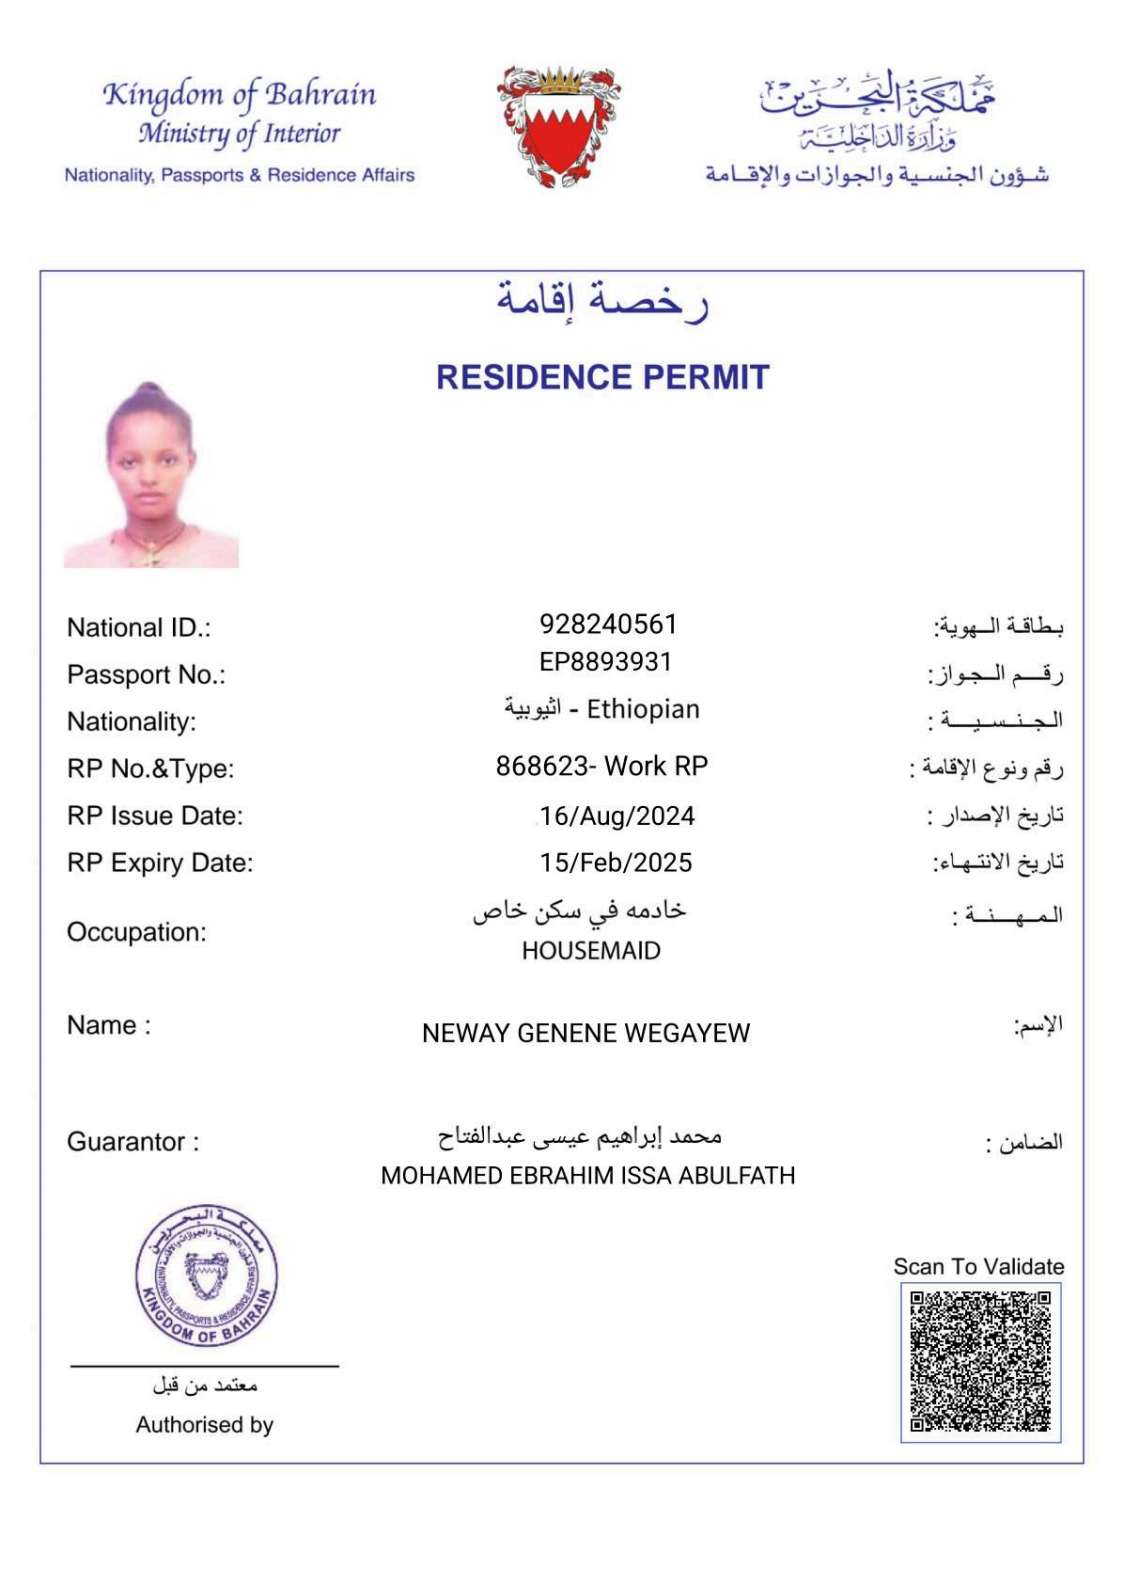 Kingdom of Bahrain
Ministry of Interior
Nationality, Passports & Residence Affairs
مملكة البحرين
وزارة الداخلية
شؤون الجنسية والجوازات والإقامة
رخصة إقامة
RESIDENCE PERMIT
National ID.: 928240561 بطاقة الهوية:
Passport No.: EP8893931 رقم الجواز:
Nationality: اثيوبية - Ethiopian الجنسية :
RP No.&Type: 868623- Work RP رقم ونوع الإقامة :
RP Issue Date: 16/Aug/2024 تاريخ الإصدار :
RP Expiry Date: 15/Feb/2025 تاريخ الانتهاء:
خادمه في سكن خاص المهنة :
Occupation:
HOUSEMAID
Name : NEWAY GENENE WEGAYEW الإسم:
محمد إبراهيم عيسى عبدالفتاح
Guarantor : الضامن :
MOHAMED EBRAHIM ISSA ABULFATH
مملكة البحرين
شؤون الجنسية والجوازات والإقامة
NATIONALITY, PASSPORTS & RESIDENCE AFFAIRS
KINGDOM OF BAHRAIN
Scan To Validate
معتمد من قبل
Authorised by